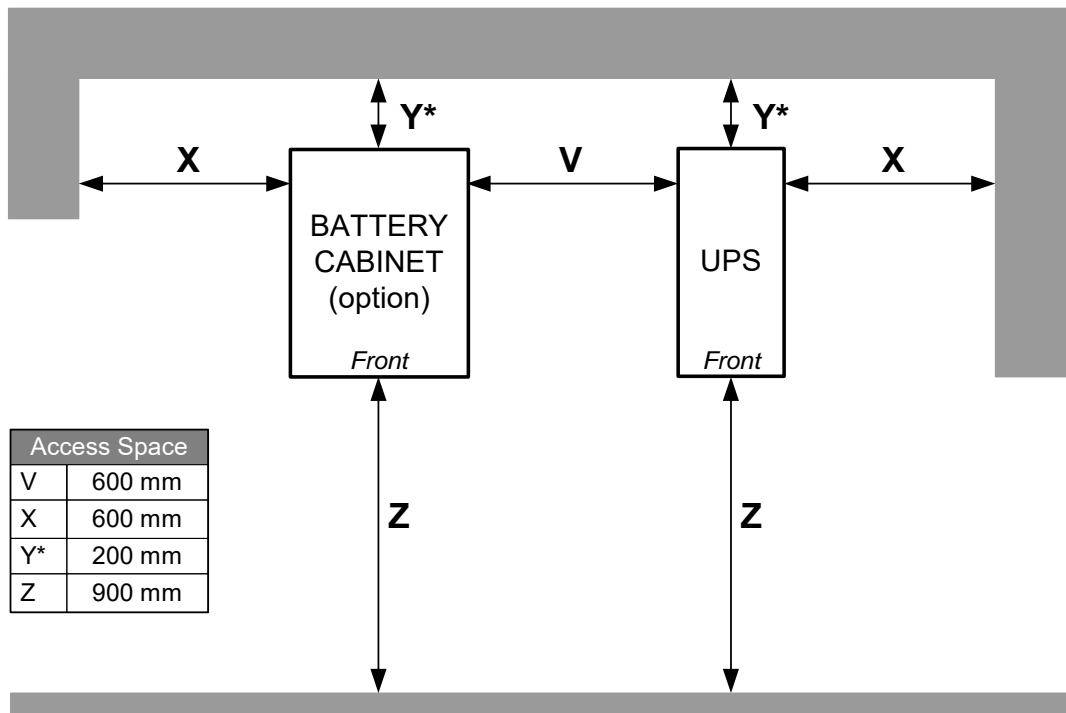 Y*
Y*
X
V
X
BATTERY
CABINET
(option)
UPS
Front
Front
Access Space
V 600 mm
X 600 mm
Y* 200 mm
Z 900 mm
Z
Z